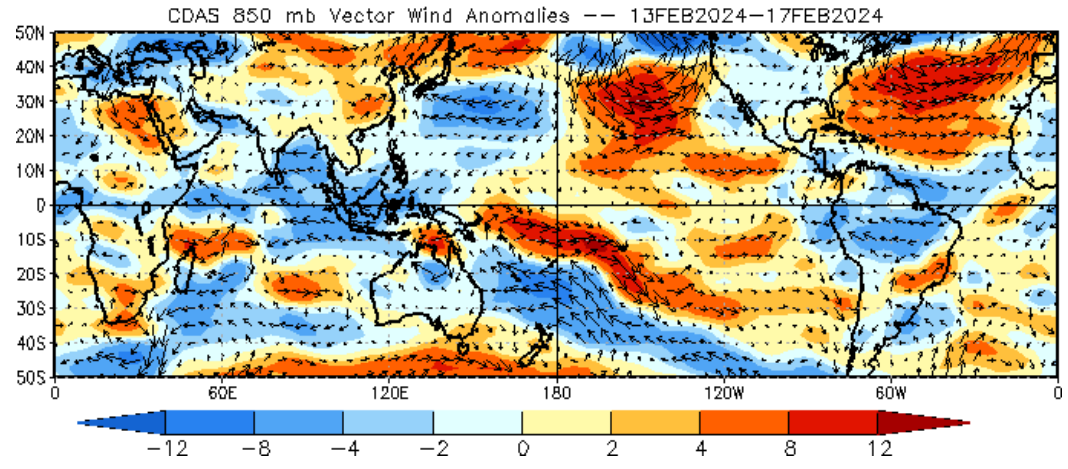 CDAS 850 mb Vector Wind Anomalies -- 13FEB2024-17FEB2024
50N
40N
30N
20N
10N
0
10S
20S
30S
40S
50S
0 60E 120E 180 120W 60W 0
-12 -8 -4 -2 0 2 4 8 12